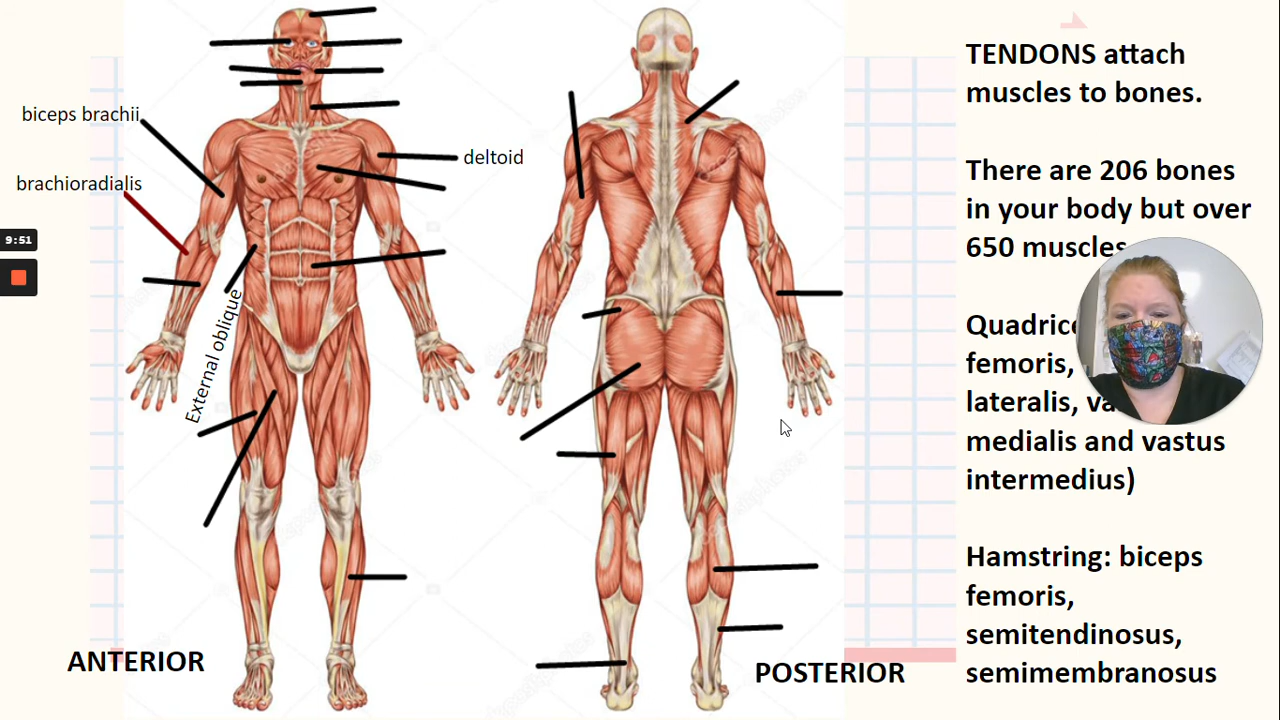 TENDONS attach
muscles to bones.
There are 206 bones
in your body but over
650 muscles
femoris,
lateralis,
medialis and vastus
intermedius)
Hamstring: biceps
femoris,
semitendinosus,
semimembranosus
biceps brachii
brachioradialis
deltoid
External oblique
9:51
ANTERIOR
POSTERIOR